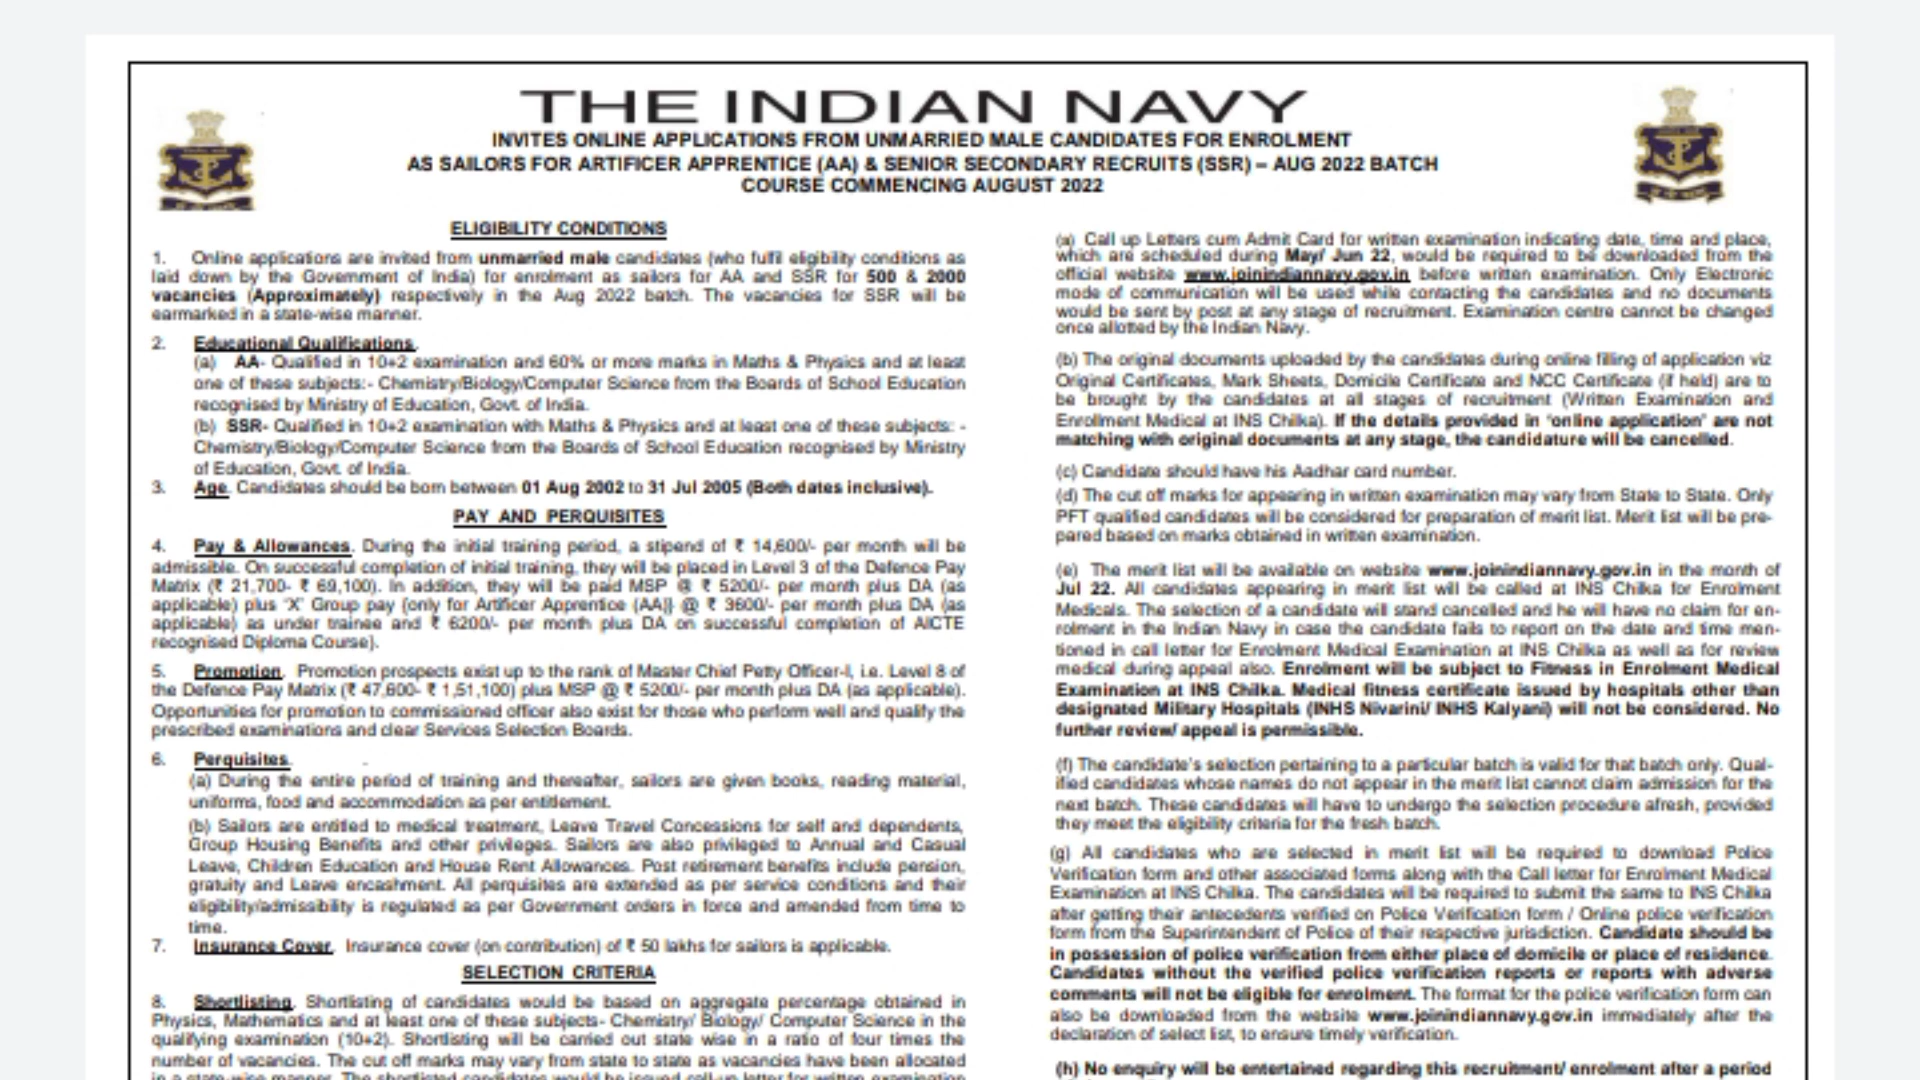 THE INDIAN NAVY
INVITES ONLINE APPLICATIONS FROM UNMARRIED MALE CANDIDATES FOR ENROLMENT
AS SAILORS FOR ARTIFICER APPRENTICE (AA) & SENIOR SECONDARY RECRUITS (SSR) – AUG 2022 BATCH
COURSE COMMENCING AUGUST 2022
ELIGIBILITY CONDITIONS
1. Online applications are invited from unmarried male candidates (who fulfil eligibility conditions as
laid down by the Government of India) for enrolment as sailors for AA and SSR for 500 & 2000
vacancies (Approximately) respectively in the Aug 2022 batch. The vacancies for SSR will be
earmarked in a state-wise manner.
2. Educational Qualifications.
(a) AA- Qualified in 10+2 examination and 60% or more marks in Maths & Physics and at least
one of these subjects:- Chemistry/Biology/Computer Science from the Boards of School Education
recognised by Ministry of Education, Govt. of India.
(b) SSR- Qualified in 10+2 examination with Maths & Physics and at least one of these subjects: -
Chemistry/Biology/Computer Science from the Boards of School Education recognised by Ministry
of Education, Govt. of India.
3. Age. Candidates should be born between 01 Aug 2002 to 31 Jul 2005 (Both dates inclusive).
PAY AND PERQUISITES
4. Pay & Allowances. During the initial training period, a stipend of ₹ 14,600/- per month will be
admissible. On successful completion of initial training, they will be placed in Level 3 of the Defence Pay
Matrix (₹ 21,700- ₹ 69,100). In addition, they will be paid MSP @ ₹ 5200/- per month plus DA (as
applicable) plus 'X' Group pay {only for Artificer Apprentice (AA)} @ ₹ 3600/- per month plus DA (as
applicable) as under trainee and ₹ 6200/- per month plus DA on successful completion of AICTE
recognised Diploma Course).
5. Promotion. Promotion prospects exist up to the rank of Master Chief Petty Officer-I, i.e. Level 8 of
the Defence Pay Matrix (₹ 47,600- ₹ 1,51,100) plus MSP @ ₹ 5200/- per month plus DA (as applicable).
Opportunities for promotion to commissioned officer also exist for those who perform well and qualify the
prescribed examinations and clear Services Selection Boards.
6. Perquisites.
(a) During the entire period of training and thereafter, sailors are given books, reading material,
uniforms, food and accommodation as per entitlement.
(b) Sailors are entitled to medical treatment, Leave Travel Concessions for self and dependents,
Group Housing Benefits and other privileges. Sailors are also privileged to Annual and Casual
Leave, Children Education and House Rent Allowances. Post retirement benefits include pension,
gratuity and Leave encashment. All perquisites are extended as per service conditions and their
eligibility/admissibility is regulated as per Government orders in force and amended from time to
time.
7. Insurance Cover. Insurance cover (on contribution) of ₹ 50 lakhs for sailors is applicable.
SELECTION CRITERIA
8. Shortlisting. Shortlisting of candidates would be based on aggregate percentage obtained in
Physics, Mathematics and at least one of these subjects- Chemistry/ Biology/ Computer Science in the
qualifying examination (10+2). Shortlisting will be carried out state wise in a ratio of four times the
number of vacancies. The cut off marks may vary from state to state as vacancies have been allocated
in a state-wise manner. The shortlisted candidates would be issued call-up letter for written examination
(a) Call up Letters cum Admit Card for written examination indicating date, time and place,
which are scheduled during May/ Jun 22, would be required to be downloaded from the
official website www.joinindiannavy.gov.in before written examination. Only Electronic
mode of communication will be used while contacting the candidates and no documents
would be sent by post at any stage of recruitment. Examination centre cannot be changed
once allotted by the Indian Navy.
(b) The original documents uploaded by the candidates during online filling of application viz
Original Certificates, Mark Sheets, Domicile Certificate and NCC Certificate (if held) are to
be brought by the candidates at all stages of recruitment (Written Examination and
Enrollment Medical at INS Chilka). If the details provided in 'online application' are not
matching with original documents at any stage, the candidature will be cancelled.
(c) Candidate should have his Aadhar card number.
(d) The cut off marks for appearing in written examination may vary from State to State. Only
PFT qualified candidates will be considered for preparation of merit list. Merit list will be pre-
pared based on marks obtained in written examination.
(e) The merit list will be available on website www.joinindiannavy.gov.in in the month of
Jul 22. All candidates appearing in merit list will be called at INS Chilka for Enrolment
Medicals. The selection of a candidate will stand cancelled and he will have no claim for en-
rolment in the Indian Navy in case the candidate fails to report on the date and time men-
tioned in call letter for Enrolment Medical Examination at INS Chilka as well as for review
medical during appeal also. Enrolment will be subject to Fitness in Enrolment Medical
Examination at INS Chilka. Medical fitness certificate issued by hospitals other than
designated Military Hospitals (INHS Nivarini/ INHS Kalyani) will not be considered. No
further review/ appeal is permissible.
(f) The candidate's selection pertaining to a particular batch is valid for that batch only. Qual-
ified candidates whose names do not appear in the merit list cannot claim admission for the
next batch. These candidates will have to undergo the selection procedure afresh, provided
they meet the eligibility criteria for the fresh batch.
(g) All candidates who are selected in merit list will be required to download Police
Verification form and other associated forms along with the Call letter for Enrolment Medical
Examination at INS Chilka. The candidates will be required to submit the same to INS Chilka
after getting their antecedents verified on Police Verification form / Online police verification
form from the Superintendent of Police of their respective jurisdiction. Candidate should be
in possession of police verification from either place of domicile or place of residence.
Candidates without the verified police verification reports or reports with adverse
comments will not be eligible for enrolment. The format for the police verification form can
also be downloaded from the website www.joinindiannavy.gov.in immediately after the
declaration of select list, to ensure timely verification.
(h) No enquiry will be entertained regarding this recruitment/ enrolment after a period